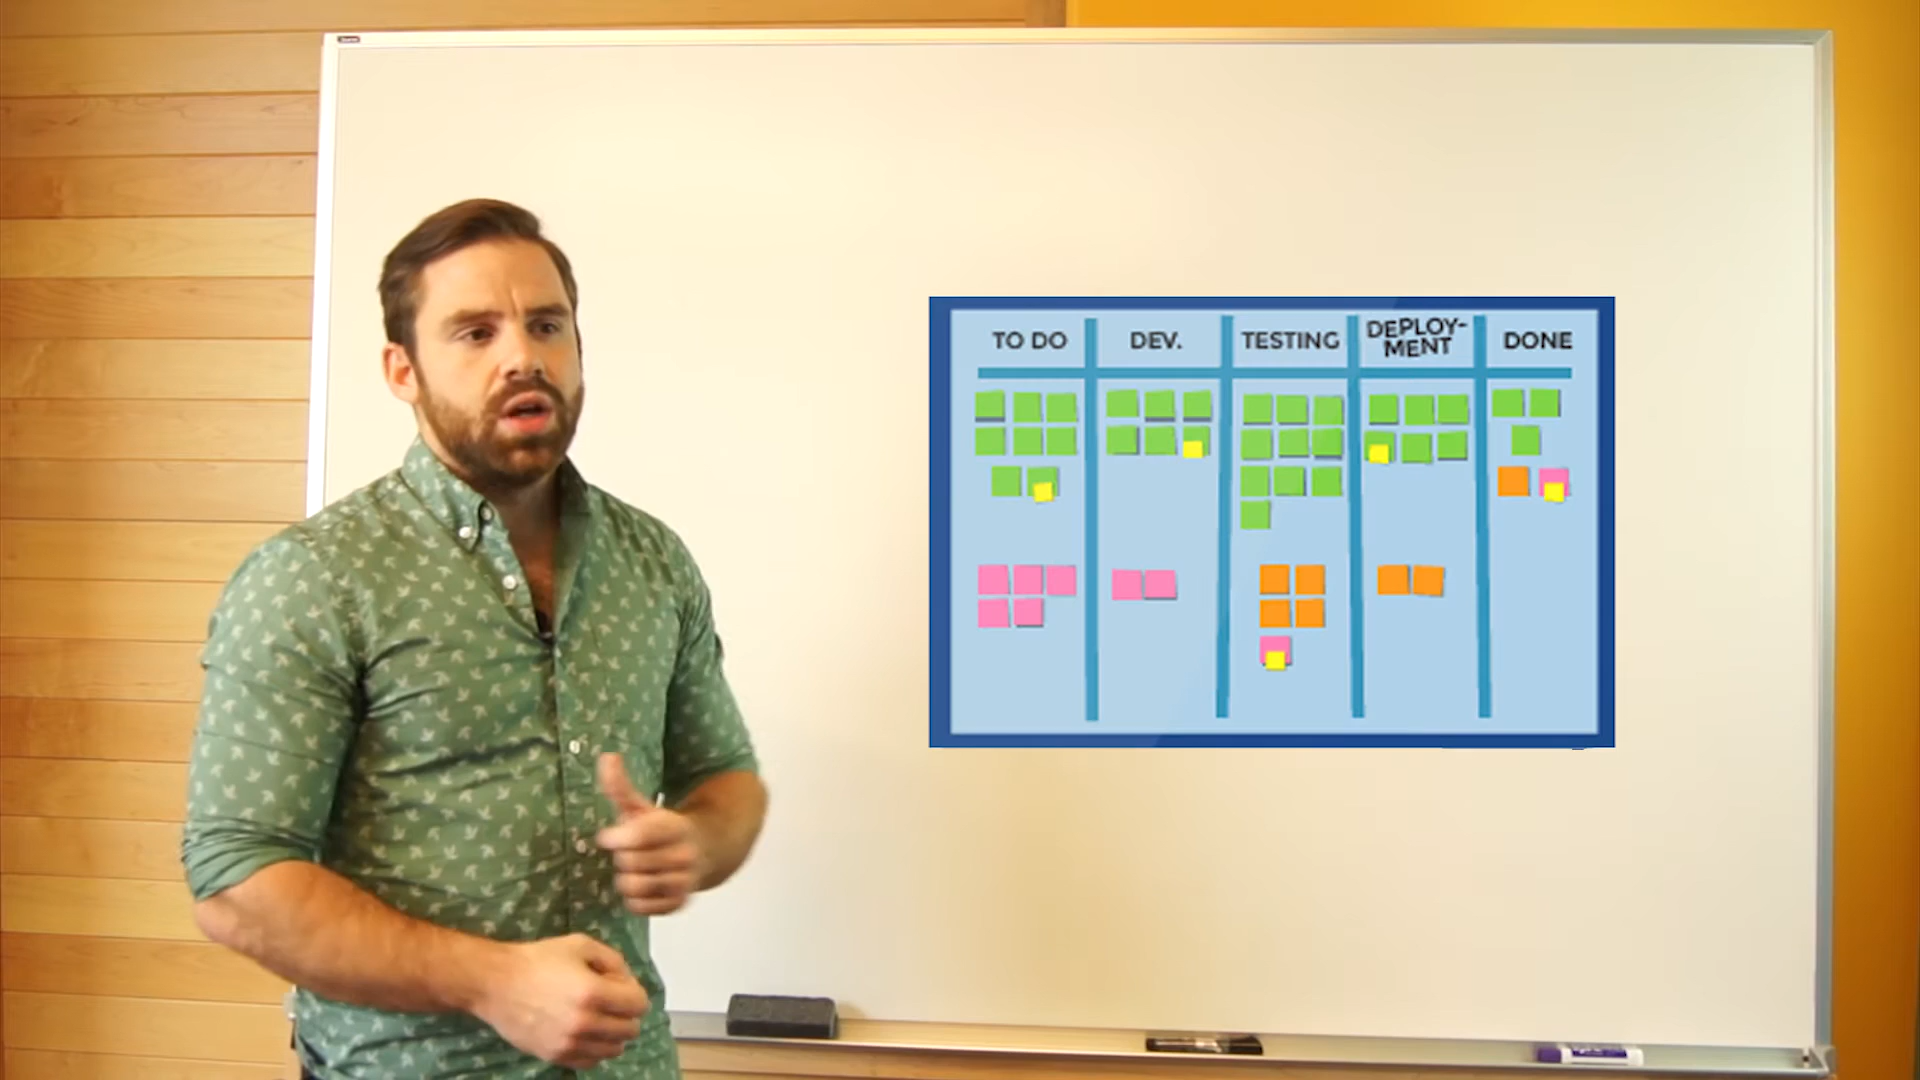 TO DO
DEV.
TESTING
DEPLOY-
MENT
DONE